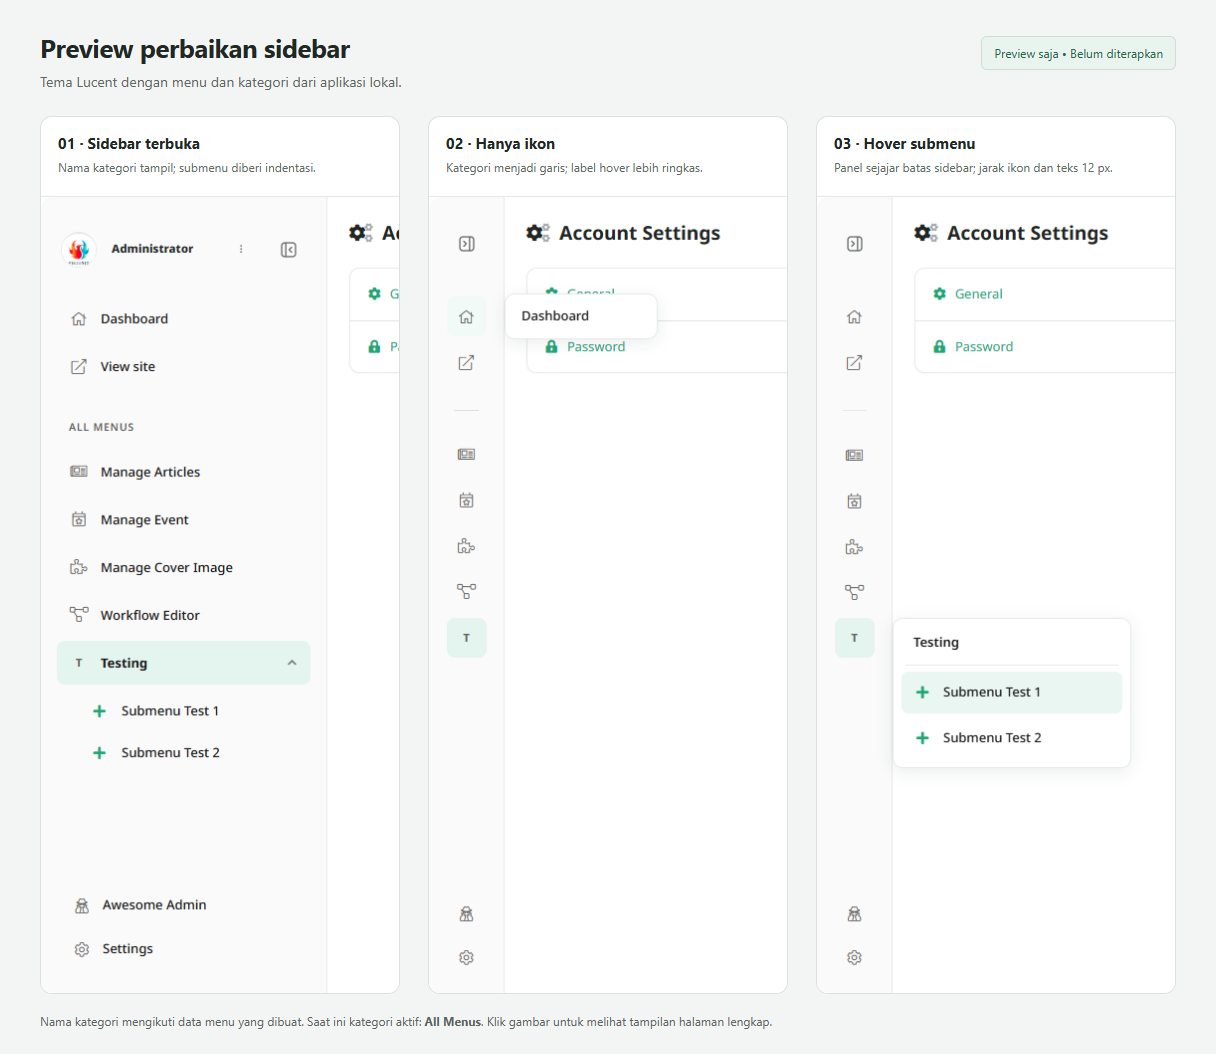 Preview perbaikan sidebar
Preview saja • Belum diterapkan
Tema Lucent dengan menu dan kategori dari aplikasi lokal.
01 · Sidebar terbuka
Nama kategori tampil; submenu diberi indentasi.
Administrator
Ac
G
P
Dashboard
View site
ALL MENUS
Manage Articles
Manage Event
Manage Cover Image
Workflow Editor
T Testing
Submenu Test 1
Submenu Test 2
Awesome Admin
Settings
02 · Hanya ikon
Kategori menjadi garis; label hover lebih ringkas.
Account Settings
General
Dashboard
Password
T
03 · Hover submenu
Panel sejajar batas sidebar; jarak ikon dan teks 12 px.
Account Settings
General
Password
T
Testing
Submenu Test 1
Submenu Test 2
Nama kategori mengikuti data menu yang dibuat. Saat ini kategori aktif: All Menus. Klik gambar untuk melihat tampilan halaman lengkap.